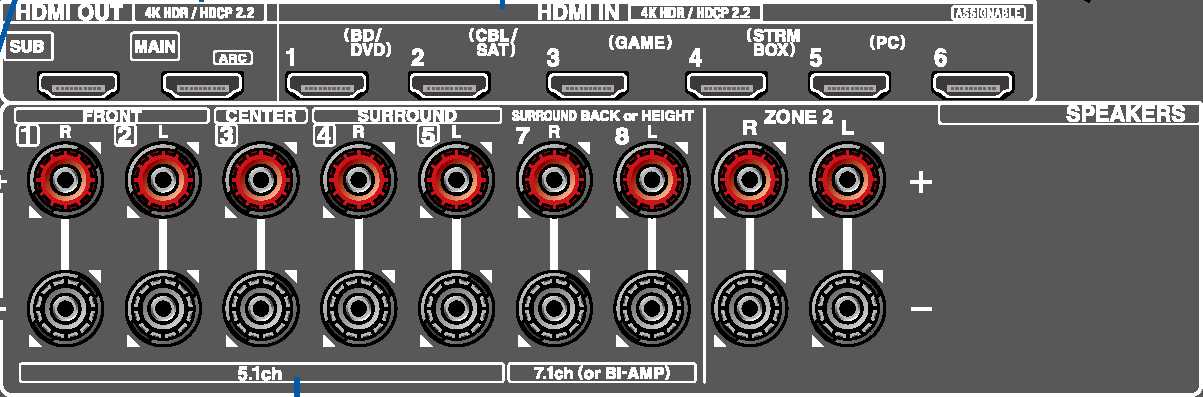 HDMI OUT 4K HDR / HDCP 2.2 HDMI IN 4K HDR / HDCP 2.2 ASSIGNABLE
SUB MAIN ARC 1 (BD/DVD) 2 (CBL/SAT) 3 (GAME) 4 (STRM BOX) 5 (PC) 6
FRONT CENTER SURROUND SURROUND BACK or HEIGHT ZONE 2 SPEAKERS
1 R 2 L 3 4 R 5 L 7 R 8 L R L
+
−
5.1ch 7.1ch (or BI-AMP)